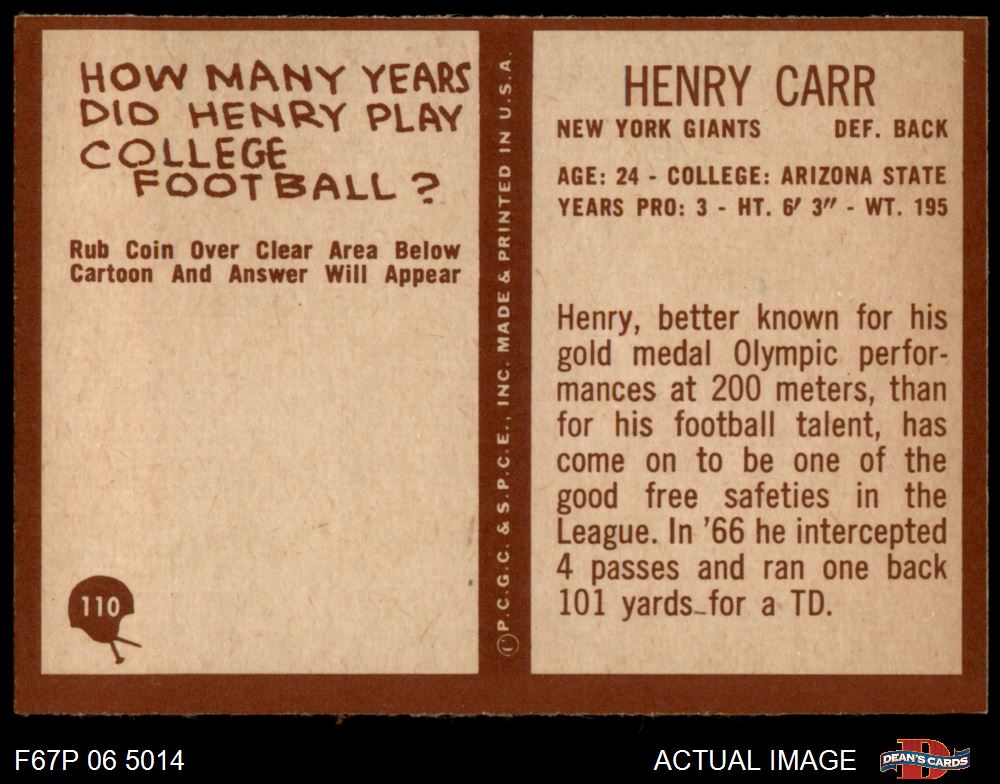 HOW MANY YEARS
DID HENRY PLAY
COLLEGE
FOOTBALL ?
Rub Coin Over Clear Area Below
Cartoon And Answer Will Appear
110
© P.C.G.C. & S.P.C.E., INC. MADE & PRINTED IN U.S.A.
HENRY CARR
NEW YORK GIANTS DEF. BACK
AGE: 24 - COLLEGE: ARIZONA STATE
YEARS PRO: 3 - HT. 6' 3" - WT. 195
Henry, better known for his
gold medal Olympic perfor-
mances at 200 meters, than
for his football talent, has
come on to be one of the
good free safeties in the
League. In '66 he intercepted
4 passes and ran one back
101 yards for a TD.
F67P 06 5014
ACTUAL IMAGE
D
DEAN'S CARDS